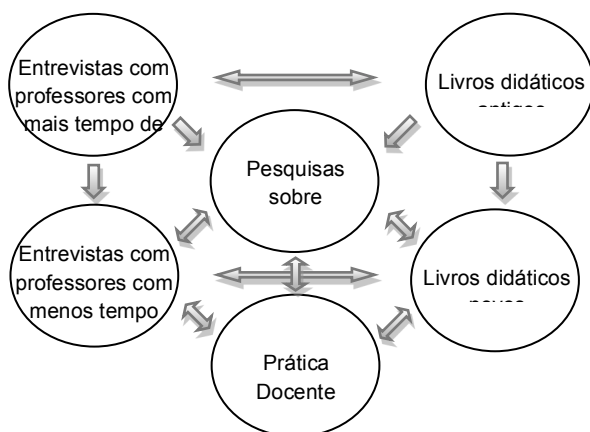 Entrevistas com
professores com
mais tempo de
Livros didáticos
Pesquisas
sobre
Entrevistas com
professores com
menos tempo
Livros didáticos
Prática
Docente